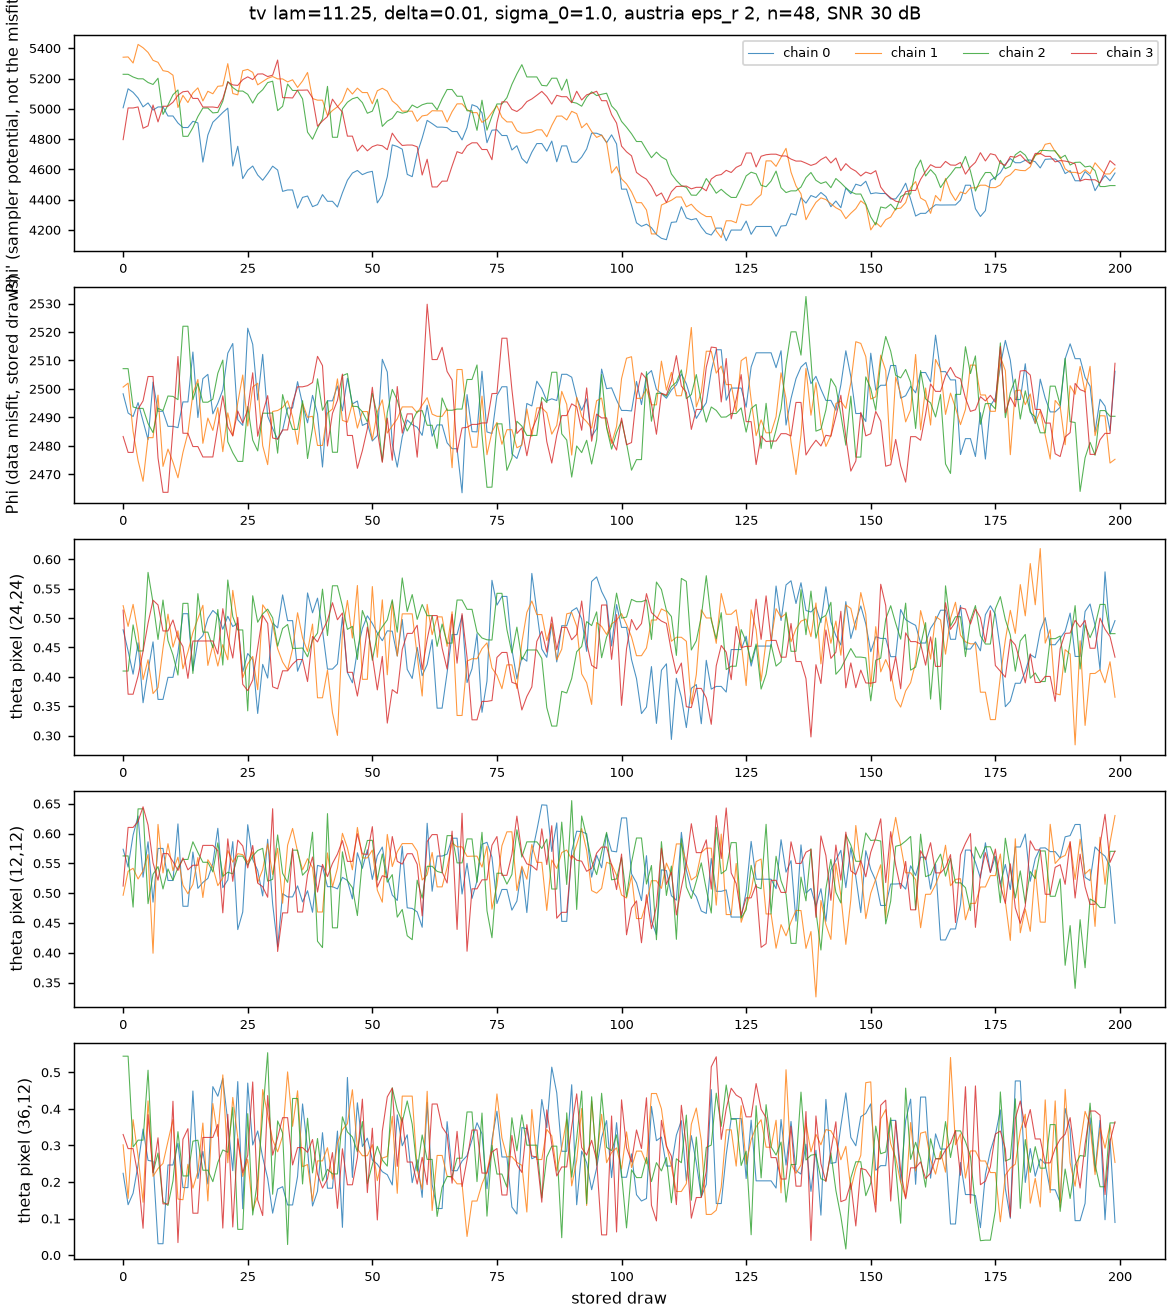 tv lam=11.25, delta=0.01, sigma_0=1.0, austria eps_r 2, n=48, SNR 30 dB
chain 0 chain 1 chain 2 chain 3
(sampler potential, not the misfit
5400
5200
5000
4800
4600
4400
4200
0 25 50 75 100 125 150 175 200
Phi (data misfit, stored draws)
2530
2520
2510
2500
2490
2480
2470
0 25 50 75 100 125 150 175 200
theta pixel (24,24)
0.60
0.55
0.50
0.45
0.40
0.35
0.30
0 25 50 75 100 125 150 175 200
theta pixel (12,12)
0.65
0.60
0.55
0.50
0.45
0.40
0.35
0 25 50 75 100 125 150 175 200
theta pixel (36,12)
0.5
0.4
0.3
0.2
0.1
0.0
0 25 50 75 100 125 150 175 200
stored draw